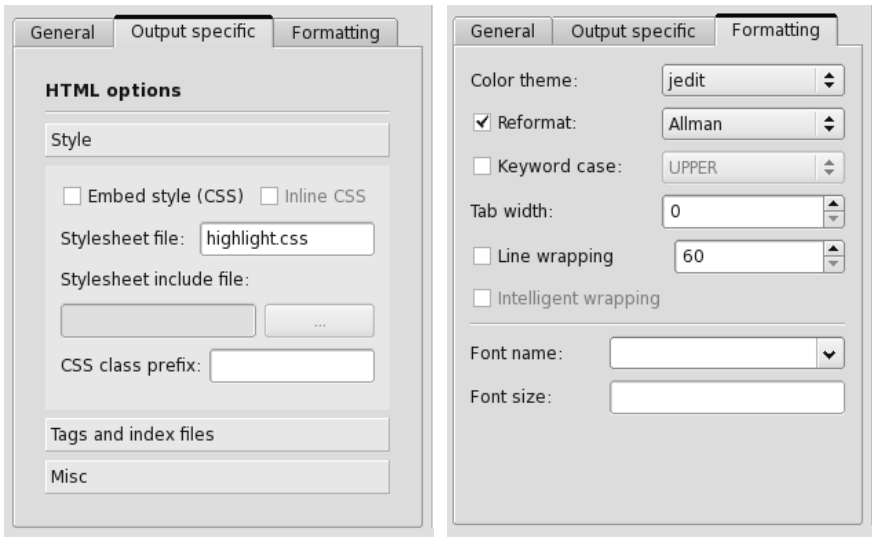 General Output specific Formatting
HTML options
Style
Embed style (CSS) Inline CSS
Stylesheet file: highlight.css
Stylesheet include file:
...
CSS class prefix:
Tags and index files
Misc
General Output specific Formatting
Color theme: jedit
Reformat: Allman
Keyword case: UPPER
Tab width: 0
Line wrapping 60
Intelligent wrapping
Font name:
Font size: